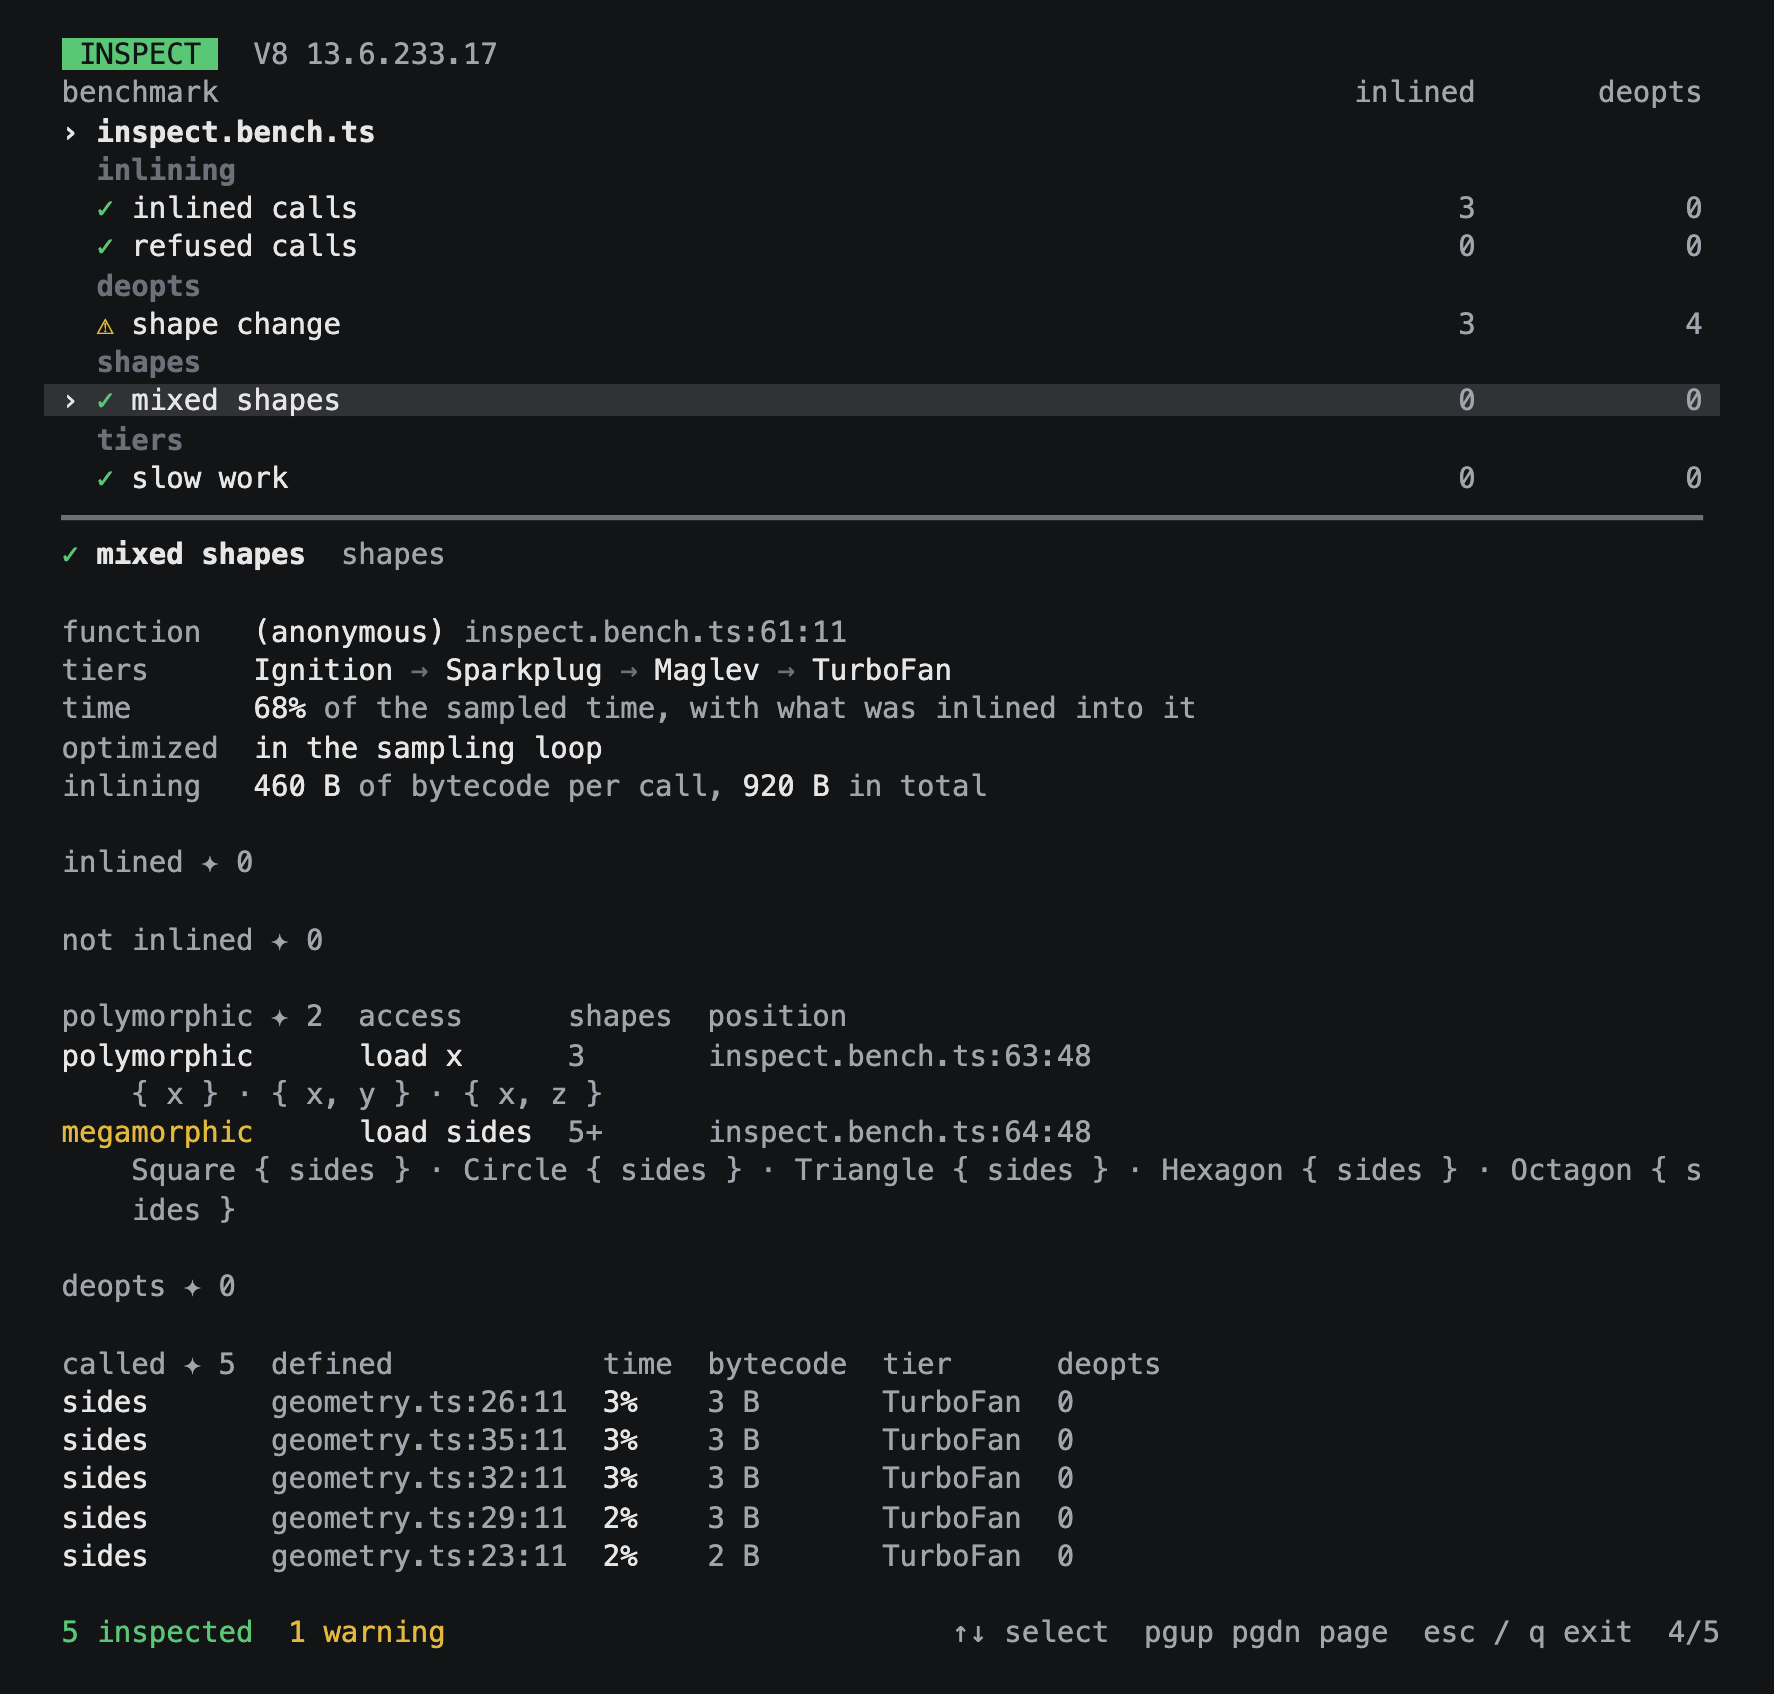 INSPECT  V8 13.6.233.17
benchmark  inlined  deopts
› inspect.bench.ts
inlining
✓ inlined calls  3  0
✓ refused calls  0  0
deopts
⚠ shape change  3  4
shapes
› ✓ mixed shapes  0  0
tiers
✓ slow work  0  0
✓ mixed shapes  shapes
function  (anonymous) inspect.bench.ts:61:11
tiers  Ignition → Sparkplug → Maglev → TurboFan
time  68% of the sampled time, with what was inlined into it
optimized  in the sampling loop
inlining  460 B of bytecode per call, 920 B in total
inlined ✦ 0
not inlined ✦ 0
polymorphic ✦ 2  access  shapes  position
polymorphic  load x  3  inspect.bench.ts:63:48
{ x } · { x, y } · { x, z }
megamorphic  load sides  5+  inspect.bench.ts:64:48
Square { sides } · Circle { sides } · Triangle { sides } · Hexagon { sides } · Octagon { s
ides }
deopts ✦ 0
called ✦ 5  defined  time  bytecode  tier  deopts
sides  geometry.ts:26:11  3%  3 B  TurboFan  0
sides  geometry.ts:35:11  3%  3 B  TurboFan  0
sides  geometry.ts:32:11  3%  3 B  TurboFan  0
sides  geometry.ts:29:11  2%  3 B  TurboFan  0
sides  geometry.ts:23:11  2%  2 B  TurboFan  0
5 inspected  1 warning  ↑↓ select  pgup pgdn page  esc / q exit  4/5